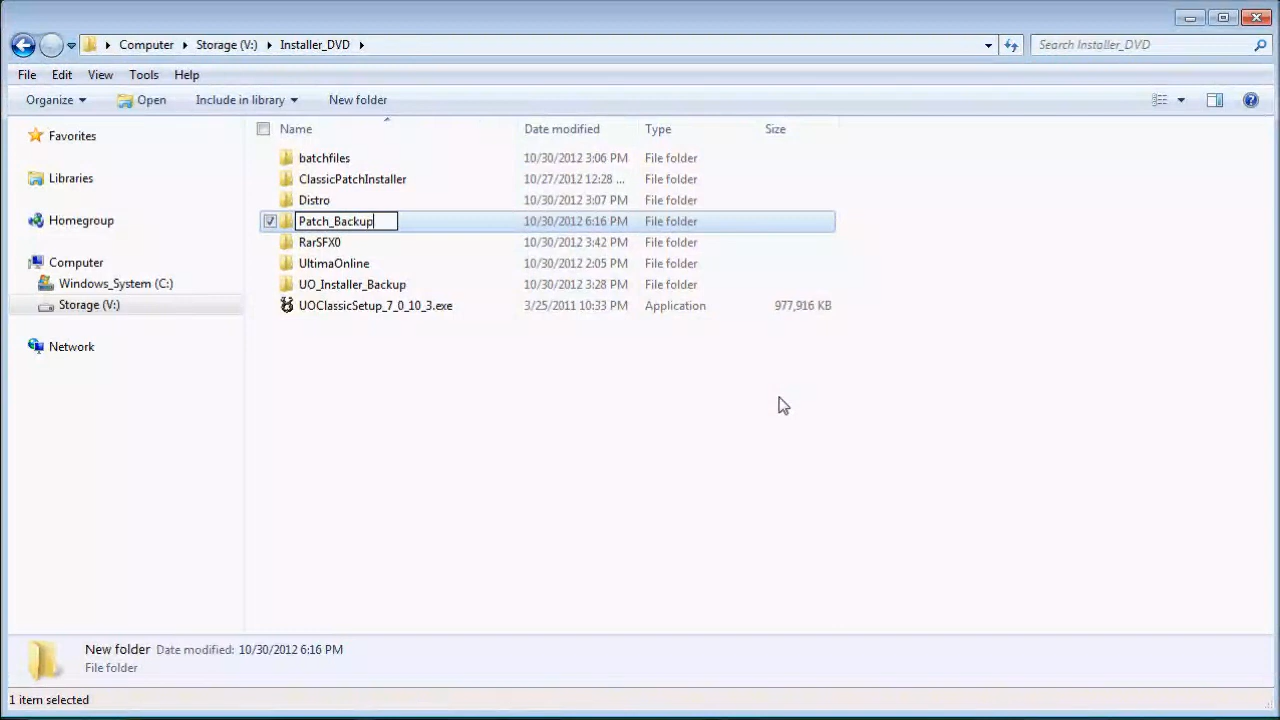 Computer Storage (V:) Installer_DVD Search Installer_DVD
File Edit View Tools Help
Organize Open Include in library New folder
Name Date modified Type Size
Favorites
Libraries
Homegroup
Computer
Windows_System (C:)
Storage (V:)
Network
batchfiles 10/30/2012 3:06 PM File folder
ClassicPatchInstaller 10/27/2012 12:28 ... File folder
Distro 10/30/2012 3:07 PM File folder
Patch_Backup 10/30/2012 6:16 PM File folder
RarSFX0 10/30/2012 3:42 PM File folder
UltimaOnline 10/30/2012 2:05 PM File folder
UO_Installer_Backup 10/30/2012 3:28 PM File folder
UOClassicSetup_7_0_10_3.exe 3/25/2011 10:33 PM Application 977,916 KB
New folder Date modified: 10/30/2012 6:16 PM
File folder
1 item selected